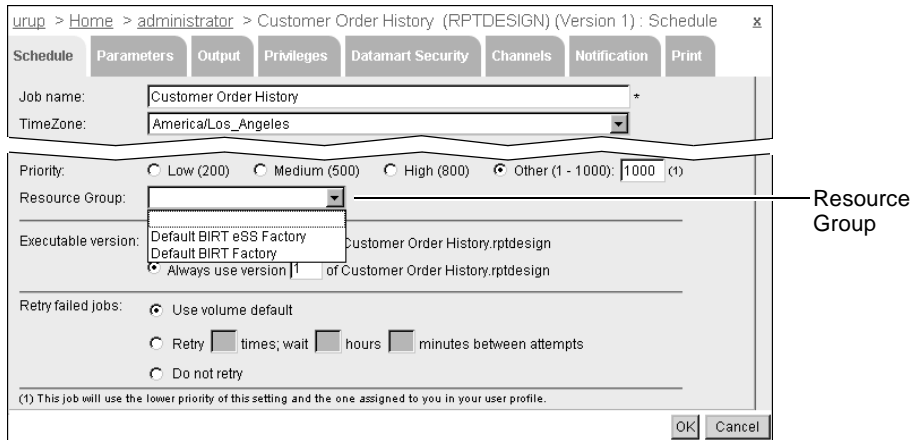 urup > Home > administrator > Customer Order History (RPTDESIGN) (Version 1) : Schedule x
Schedule Parameters Output Privileges Datamart Security Channels Notification Print
Job name: Customer Order History *
TimeZone: America/Los_Angeles
Priority: Low (200) Medium (500) High (800) Other (1 - 1000): 1000 (1)
Resource Group:
Resource
Group
Default BIRT eSS Factory
Default BIRT Factory
Executable version: Customer Order History.rptdesign
Always use version 1 of Customer Order History.rptdesign
Retry failed jobs: Use volume default
Retry times; wait hours minutes between attempts
Do not retry
(1) This job will use the lower priority of this setting and the one assigned to you in your user profile.
OK Cancel